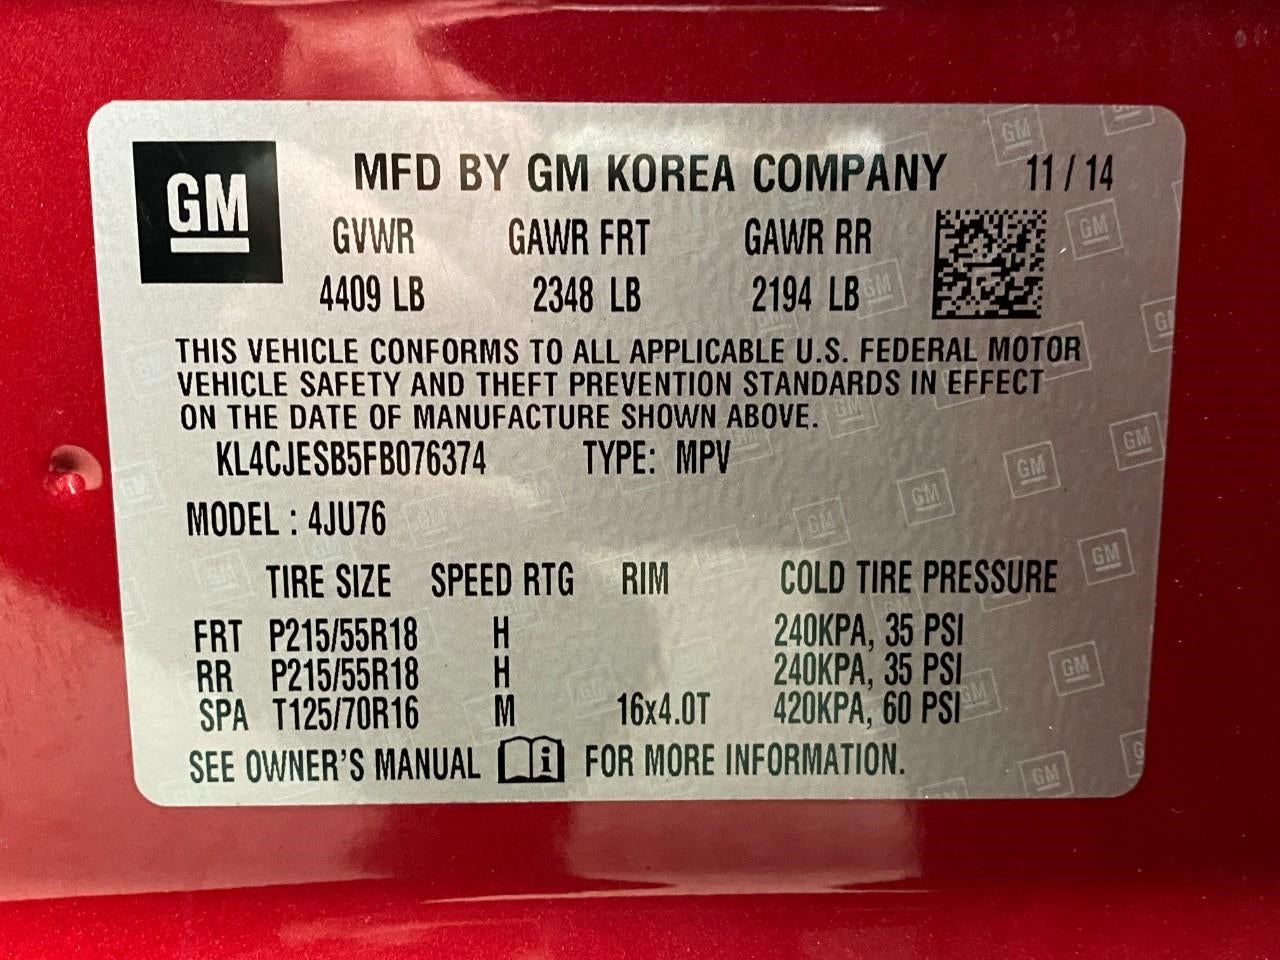 GM
MFD BY GM KOREA COMPANY 11 / 14
GVWR GAWR FRT GAWR RR
4409 LB 2348 LB 2194 LB
THIS VEHICLE CONFORMS TO ALL APPLICABLE U.S. FEDERAL MOTOR
VEHICLE SAFETY AND THEFT PREVENTION STANDARDS IN EFFECT
ON THE DATE OF MANUFACTURE SHOWN ABOVE.
KL4CJESB5FB076374 TYPE: MPV
MODEL : 4JU76
TIRE SIZE SPEED RTG RIM COLD TIRE PRESSURE
FRT P215/55R18 H 240KPA, 35 PSI
RR P215/55R18 H 240KPA, 35 PSI
SPA T125/70R16 M 16x4.0T 420KPA, 60 PSI
SEE OWNER'S MANUAL i FOR MORE INFORMATION.